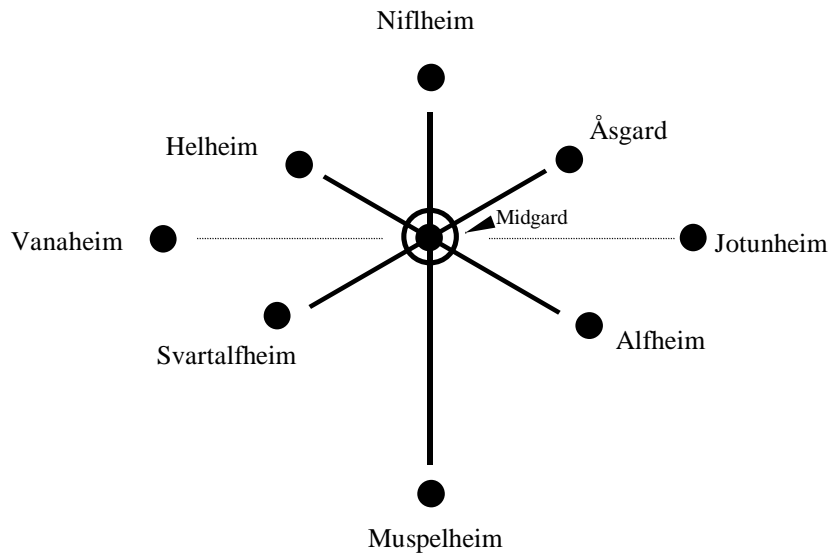 Niflheim
Åsgard
Helheim
Midgard
Vanaheim
Jotunheim
Svartalfheim
Alfheim
Muspelheim